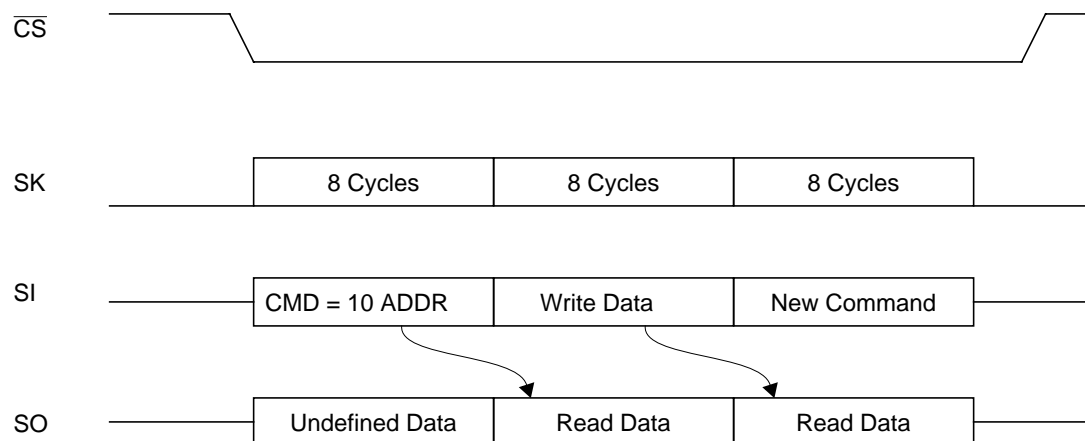 CS
SK 8 Cycles 8 Cycles 8 Cycles
SI CMD = 10 ADDR Write Data New Command
SO Undefined Data Read Data Read Data